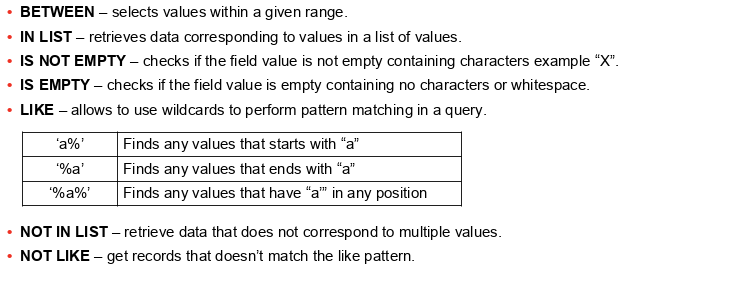 • BETWEEN – selects values within a given range.
• IN LIST – retrieves data corresponding to values in a list of values.
• IS NOT EMPTY – checks if the field value is not empty containing characters example “X”.
• IS EMPTY – checks if the field value is empty containing no characters or whitespace.
• LIKE – allows to use wildcards to perform pattern matching in a query.
‘a%’ Finds any values that starts with “a”
‘%a’ Finds any values that ends with “a”
‘%a%’ Finds any values that have “a”’ in any position
• NOT IN LIST – retrieve data that does not correspond to multiple values.
• NOT LIKE – get records that doesn’t match the like pattern.